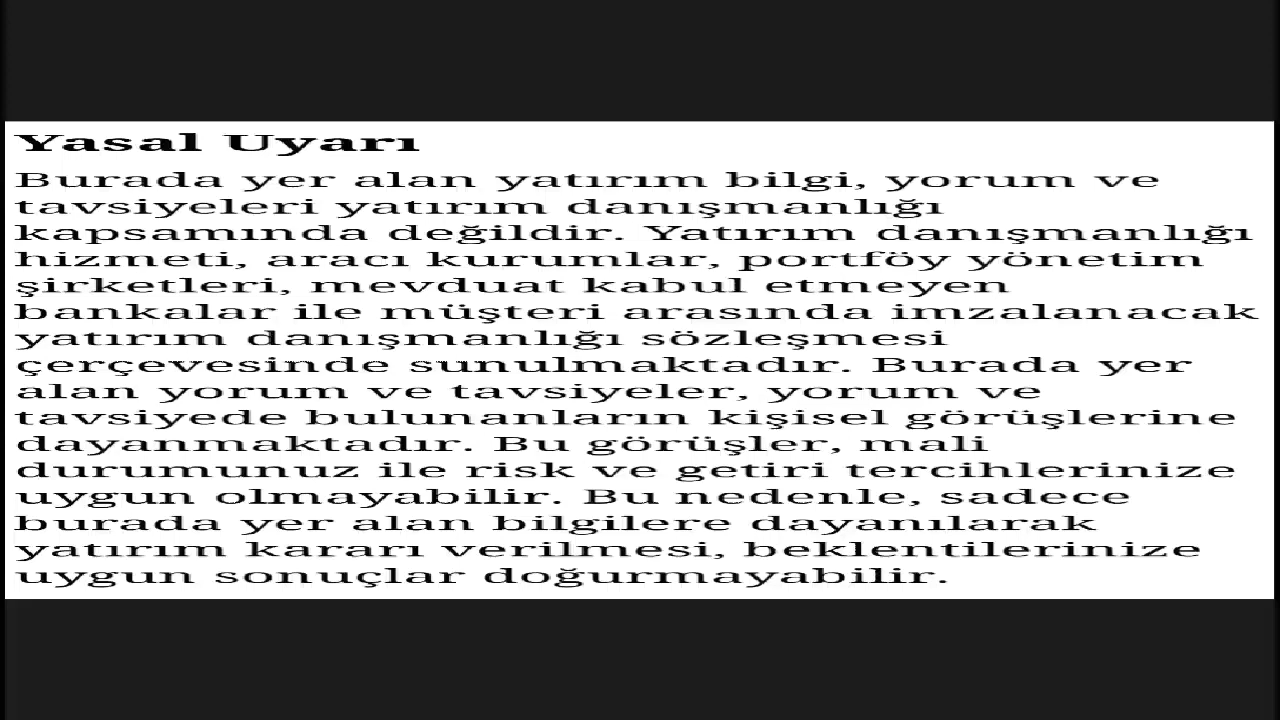 Yasal Uyarı
Burada yer alan yatırım bilgi, yorum ve
tavsiyeleri yatırım danışmanlığı
kapsamında değildir. Yatırım danışmanlığı
hizmeti, aracı kurumlar, portföy yönetim
şirketleri, mevduat kabul etmeyen
bankalar ile müşteri arasında imzalanacak
yatırım danışmanlığı sözleşmesi
çerçevesinde sunulmaktadır. Burada yer
alan yorum ve tavsiyeler, yorum ve
tavsiyede bulunanların kişisel görüşlerine
dayanmaktadır. Bu görüşler, mali
durumunuz ile risk ve getiri tercihlerinize
uygun olmayabilir. Bu nedenle, sadece
burada yer alan bilgilere dayanılarak
yatırım kararı verilmesi, beklentilerinize
uygun sonuçlar doğurmayabilir.